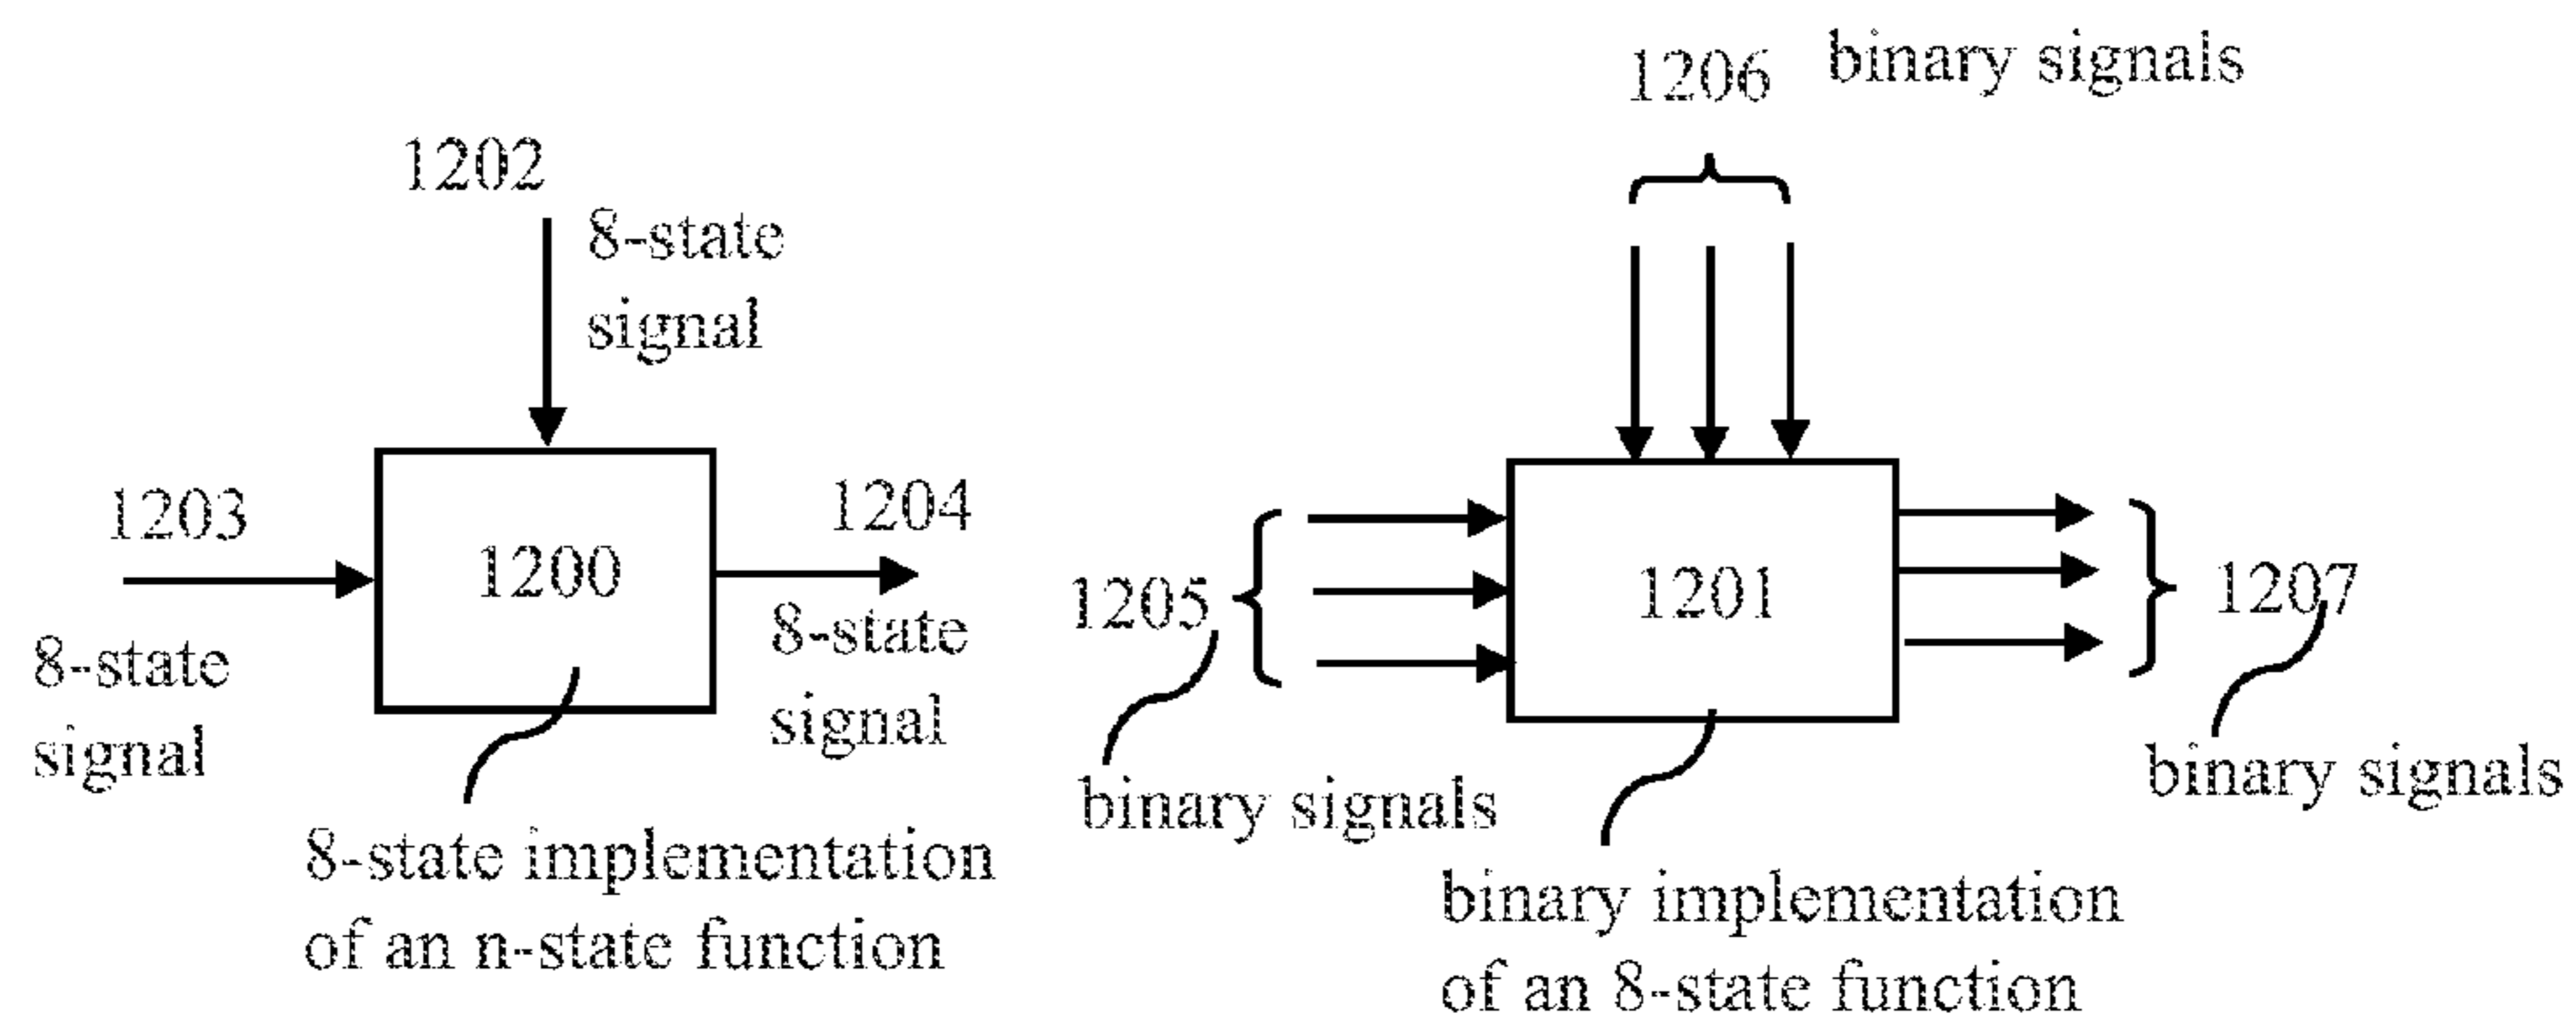 1202
8-state
signal
1203
1200
1204
8-state
signal
8-state
signal
8-state implementation
of an n-state function
1206 binary signals
1205
1201
1207
binary signals
binary signals
binary implementation
of an 8-state function